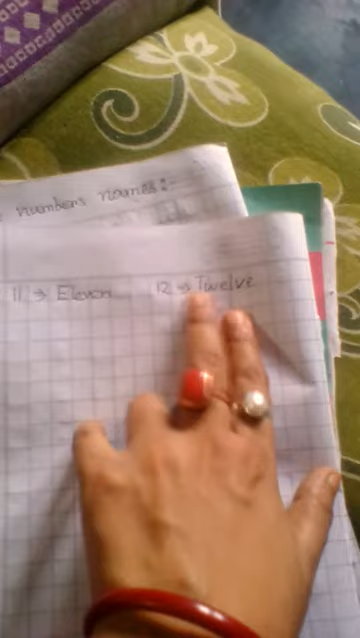 numbers names:-
11 → Eleven 12 → Twelve